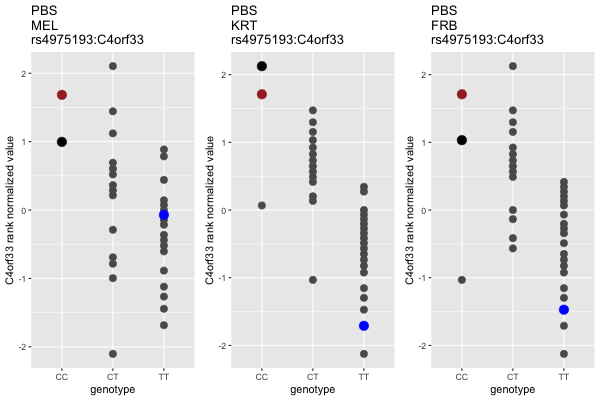 PBS
MEL
rs4975193:C4orf33
C4orf33 rank normalized value
2
1
0
-1
-2
CC
CT
TT
genotype
PBS
KRT
rs4975193:C4orf33
C4orf33 rank normalized value
2
1
0
-1
-2
CC
CT
TT
genotype
PBS
FRB
rs4975193:C4orf33
C4orf33 rank normalized value
2
1
0
-1
-2
CC
CT
TT
genotype